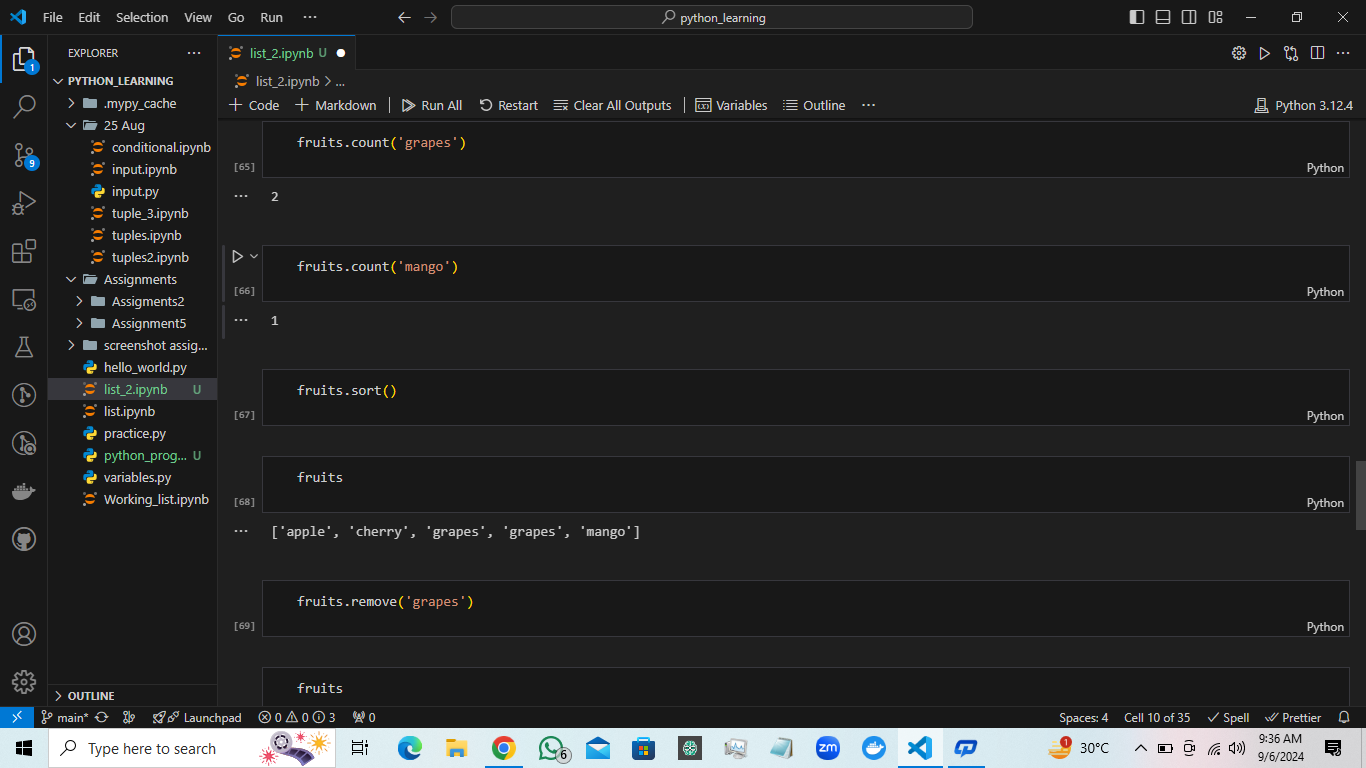 File Edit Selection View Go Run ··· python_learning
EXPLORER ···
PYTHON_LEARNING
.mypy_cache
25 Aug
conditional.ipynb
input.ipynb
input.py
tuple_3.ipynb
tuples.ipynb
tuples2.ipynb
Assignments
Assigments2
Assignment5
screenshot assig...
hello_world.py
list_2.ipynb U
list.ipynb
practice.py
python_prog... U
variables.py
Working_list.ipynb
OUTLINE
1
9
list_2.ipynb U
list_2.ipynb > ...
+ Code + Markdown Run All Restart Clear All Outputs Variables Outline ··· Python 3.12.4
fruits.count('grapes')
[65] Python
··· 2
fruits.count('mango')
[66] Python
··· 1
fruits.sort()
[67] Python
fruits
[68] Python
··· ['apple', 'cherry', 'grapes', 'grapes', 'mango']
fruits.remove('grapes')
[69] Python
fruits
main* Launchpad 0 0 3 0 Spaces: 4 Cell 10 of 35 Spell Prettier
Type here to search 6 zm 1 30°C 9:36 AM
9/6/2024